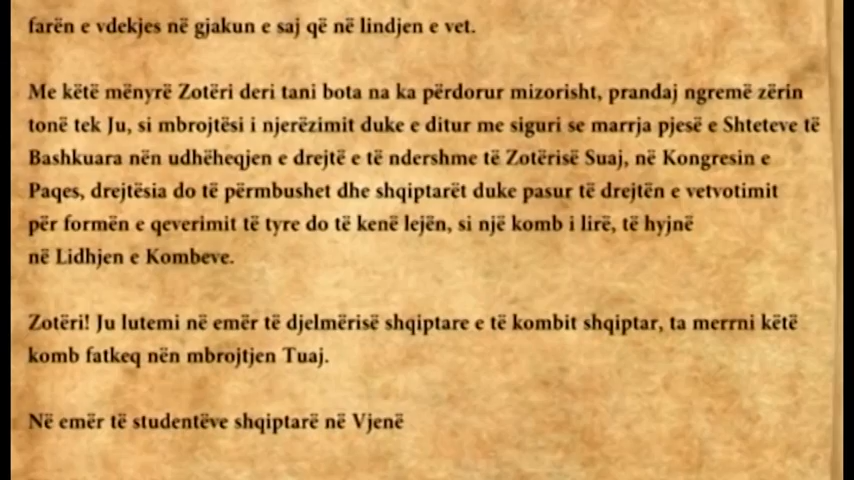 farën e vdekjes në gjakun e saj që në lindjen e vet.
Me këtë mënyrë Zotëri deri tani bota na ka përdorur mizorisht, prandaj ngremë zërin
tonë tek Ju, si mbrojtësi i njerëzimit duke e ditur me siguri se marrja pjesë e Shteteve të
Bashkuara nën udhëheqjen e drejtë e të ndershme të Zotërisë Suaj, në Kongresin e
Paqes, drejtësia do të përmbushet dhe shqiptarët duke pasur të drejtën e vetvotimit
për formën e qeverimit të tyre do të kenë lejën, si një komb i lirë, të hyjnë
në Lidhjen e Kombeve.
Zotëri! Ju lutemi në emër të djelmërisë shqiptare e të kombit shqiptar, ta merrni këtë
komb fatkeq nën mbrojtjen Tuaj.
Në emër të studentëve shqiptarë në Vjenë